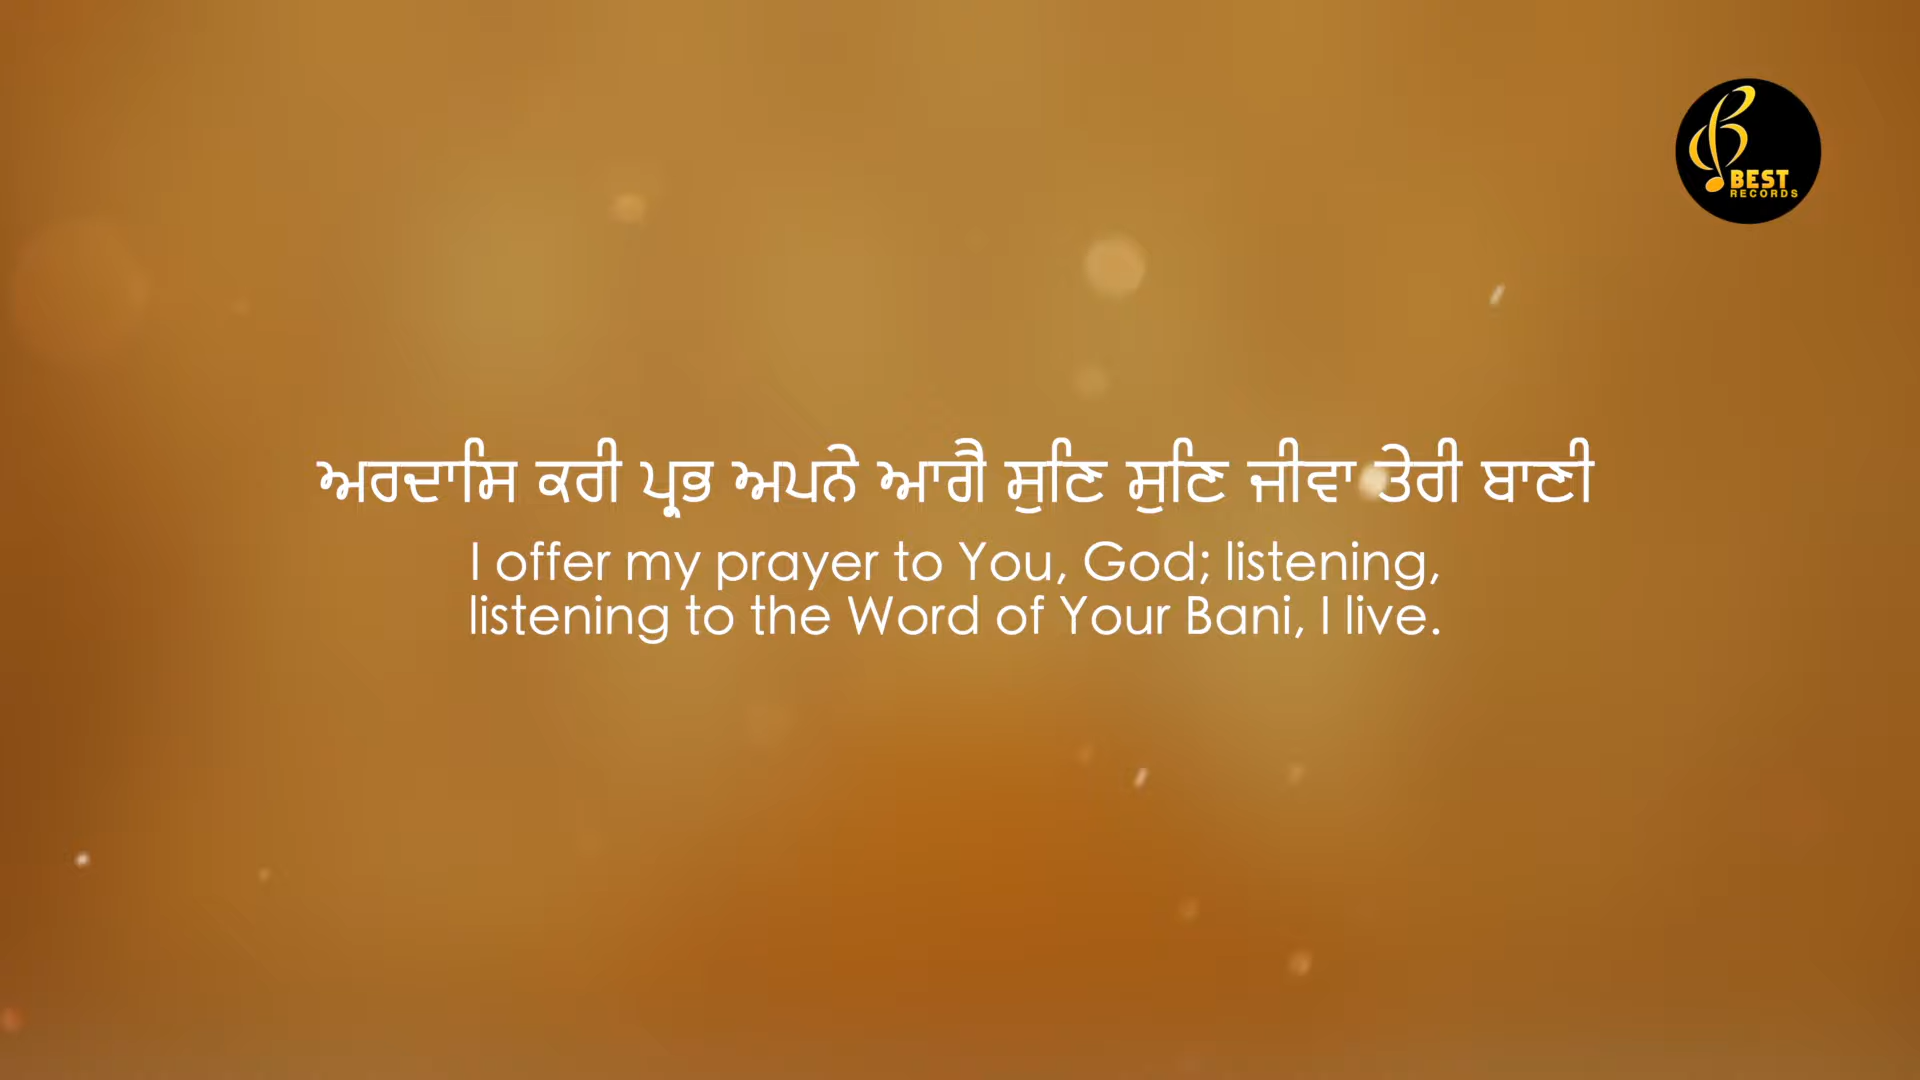 BEST
RECORDS
ਅਰਦਾਸਿ ਕਰੀ ਪ੍ਰਭ ਅਪਨੇ ਆਗੈ ਸੁਣਿ ਸੁਣਿ ਜੀਵਾ ਤੇਰੀ ਬਾਣੀ
I offer my prayer to You, God; listening,
listening to the Word of Your Bani, I live.